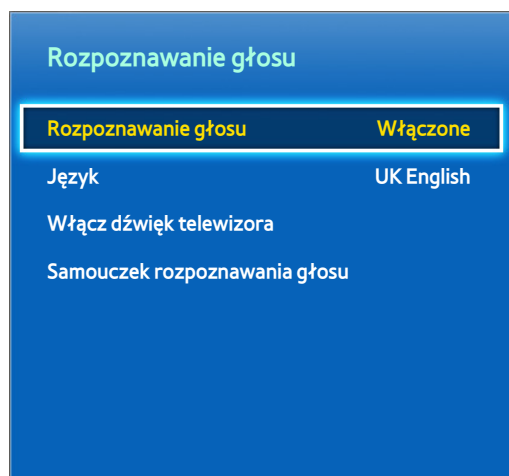 Rozpoznawanie głosu
Rozpoznawanie głosu Włączone
Język UK English
Włącz dźwięk telewizora
Samouczek rozpoznawania głosu